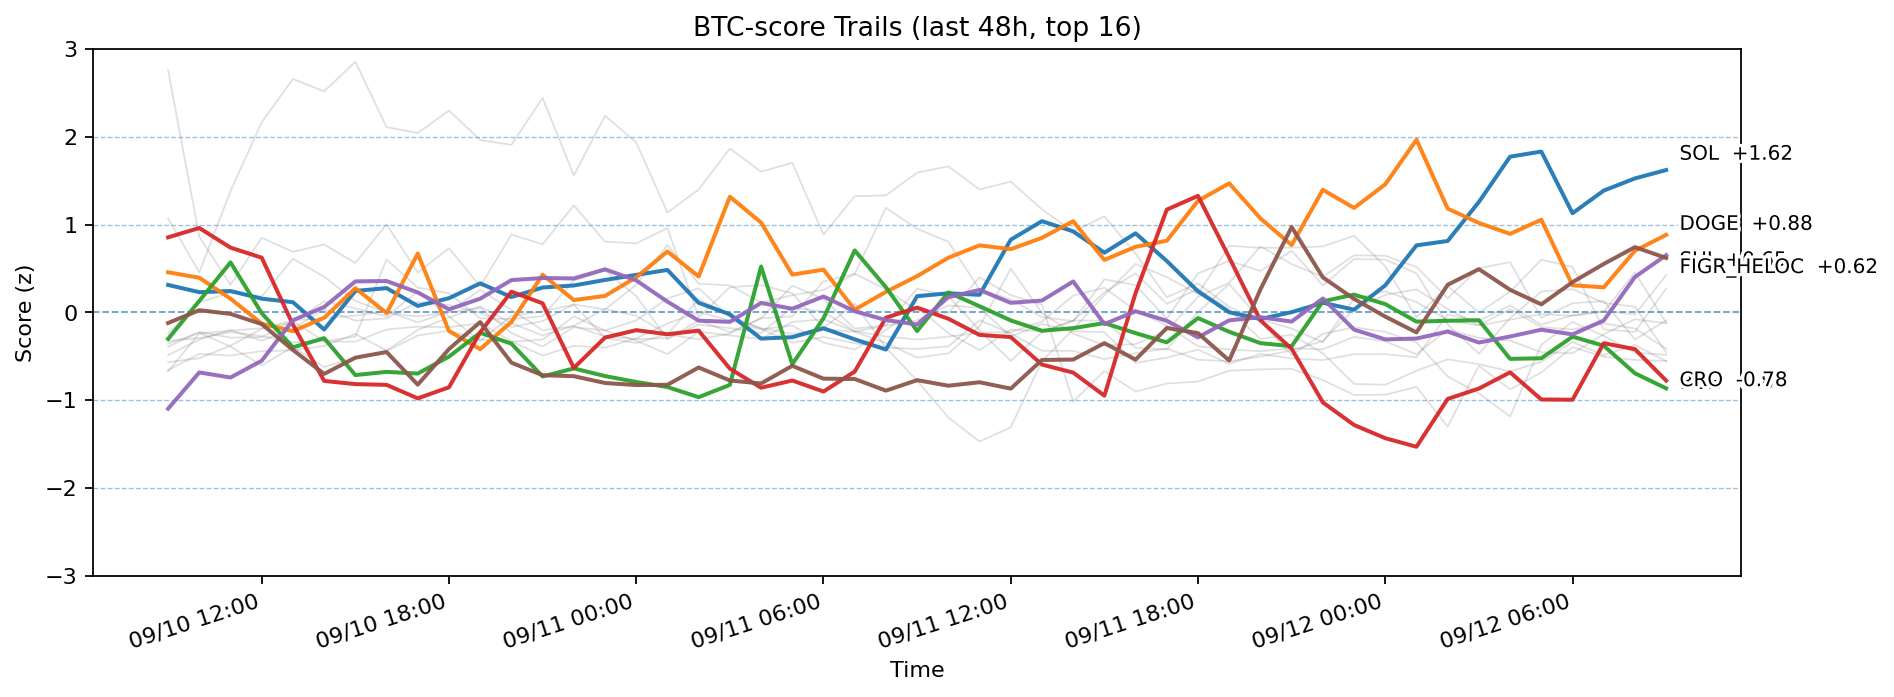 BTC-score Trails (last 48h, top 16)
3
2
1
0
−1
−2
−3
Score (z)
SOL +1.62
DOGE +0.88
FIGR_HELOC +0.62
CRO -0.78
09/10 12:00
09/10 18:00
09/11 00:00
09/11 06:00
09/11 12:00
09/11 18:00
09/12 00:00
09/12 06:00
Time